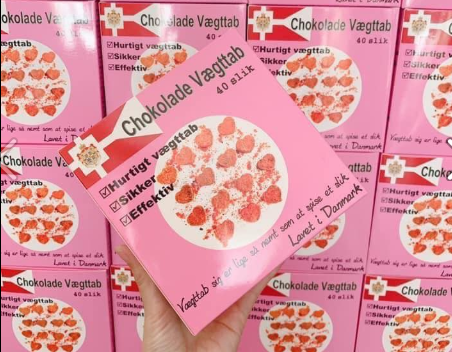 Chokolade Vægttab
40 slik
☑Hurtigt vægttab
☑Sikker
☑Effektiv
Vægttab sig er lige så nemt som at spise et slik
Lavet i Danmark